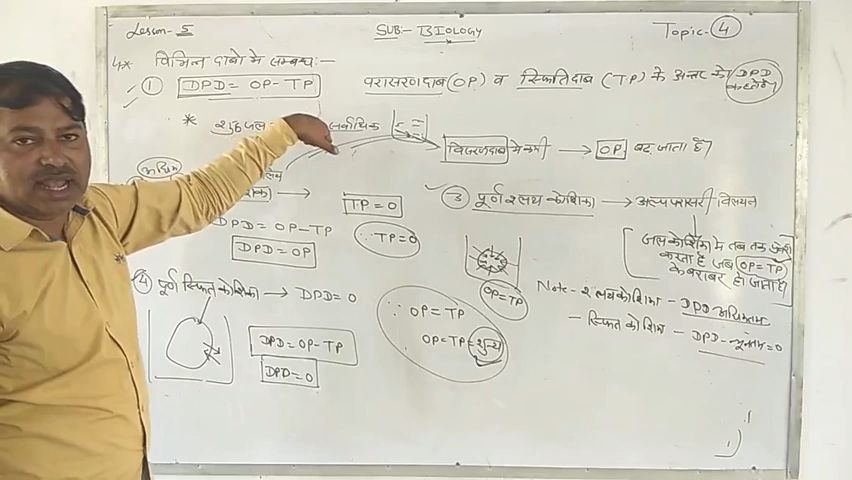 Lesson- 5
SUB:- BIOLOGY
Topic- 4
4* विभिन्न दाबो मे सम्बन्ध:-
① DPD = OP - TP
परासरणदाब (OP) व स्फितिदाब (TP) के अन्तर को DPD कहते है
* शुद्धजल सर्वाधिक
विसरणदाब मे कमी → OP बढ़ जाता है।
→ TP = 0
DPD = OP - TP
∴ TP = 0
DPD = OP
③ पूर्ण श्लथ कोशिका → अल्पपरासरी विलयन
जल कोशिका मे तब तक
करता है जब OP = TP
के बराबर हो जाता है।
OP = TP
Note- श्लथ कोशिका - DPD अधिकतम
- स्फित कोशिका - DPD - न्यूनतम = 0
④ पूर्ण स्फित कोशिका → DPD = 0
DPD = OP - TP
DPD = 0
∵ OP = TP
OP = TP = शून्य